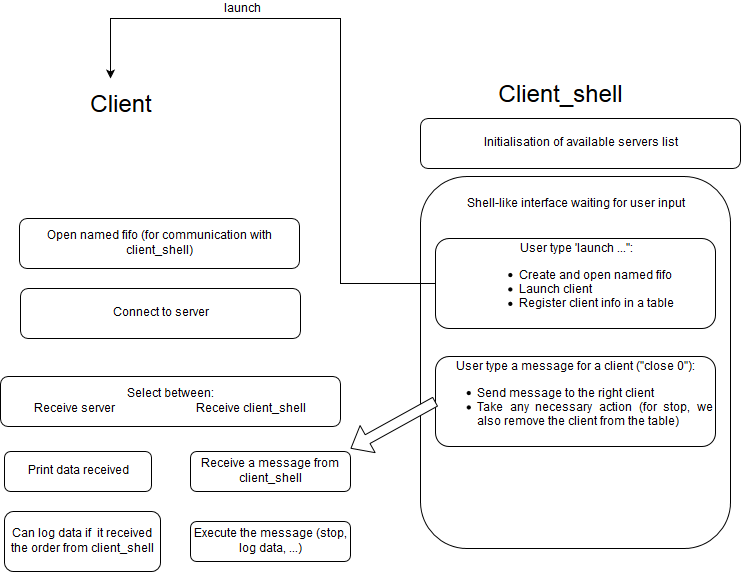 launch
Client
Client_shell
Initialisation of available servers list
Shell-like interface waiting for user input
Open named fifo (for communication with
client_shell)
User type 'launch ...":
Create and open named fifo
Launch client
Register client info in a table
Connect to server
User type a message for a client ("close 0"):
Send message to the right client
Take any necessary action (for stop, we
also remove the client from the table)
Select between:
Receive server Receive client_shell
Print data received
Receive a message from
client_shell
Can log data if it received
the order from client_shell
Execute the message (stop,
log data, ...)